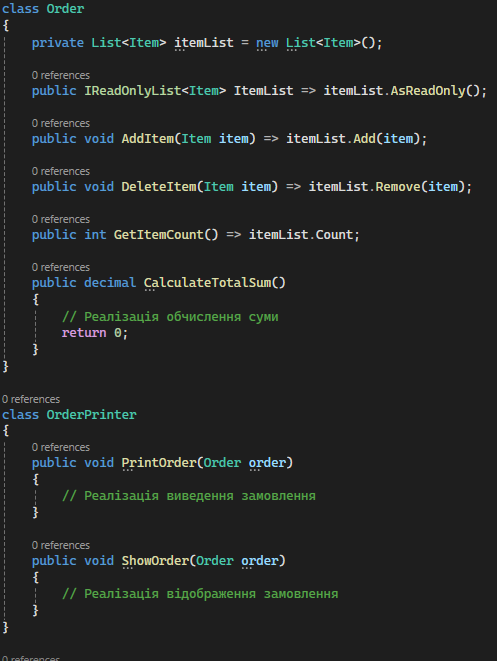 class Order
{
private List<Item> itemList = new List<Item>();
0 references
public IReadOnlyList<Item> ItemList => itemList.AsReadOnly();
0 references
public void AddItem(Item item) => itemList.Add(item);
0 references
public void DeleteItem(Item item) => itemList.Remove(item);
0 references
public int GetItemCount() => itemList.Count;
0 references
public decimal CalculateTotalSum()
{
// Реалізація обчислення суми
return 0;
}
}
0 references
class OrderPrinter
{
0 references
public void PrintOrder(Order order)
{
// Реалізація виведення замовлення
}
0 references
public void ShowOrder(Order order)
{
// Реалізація відображення замовлення
}
}
0 references